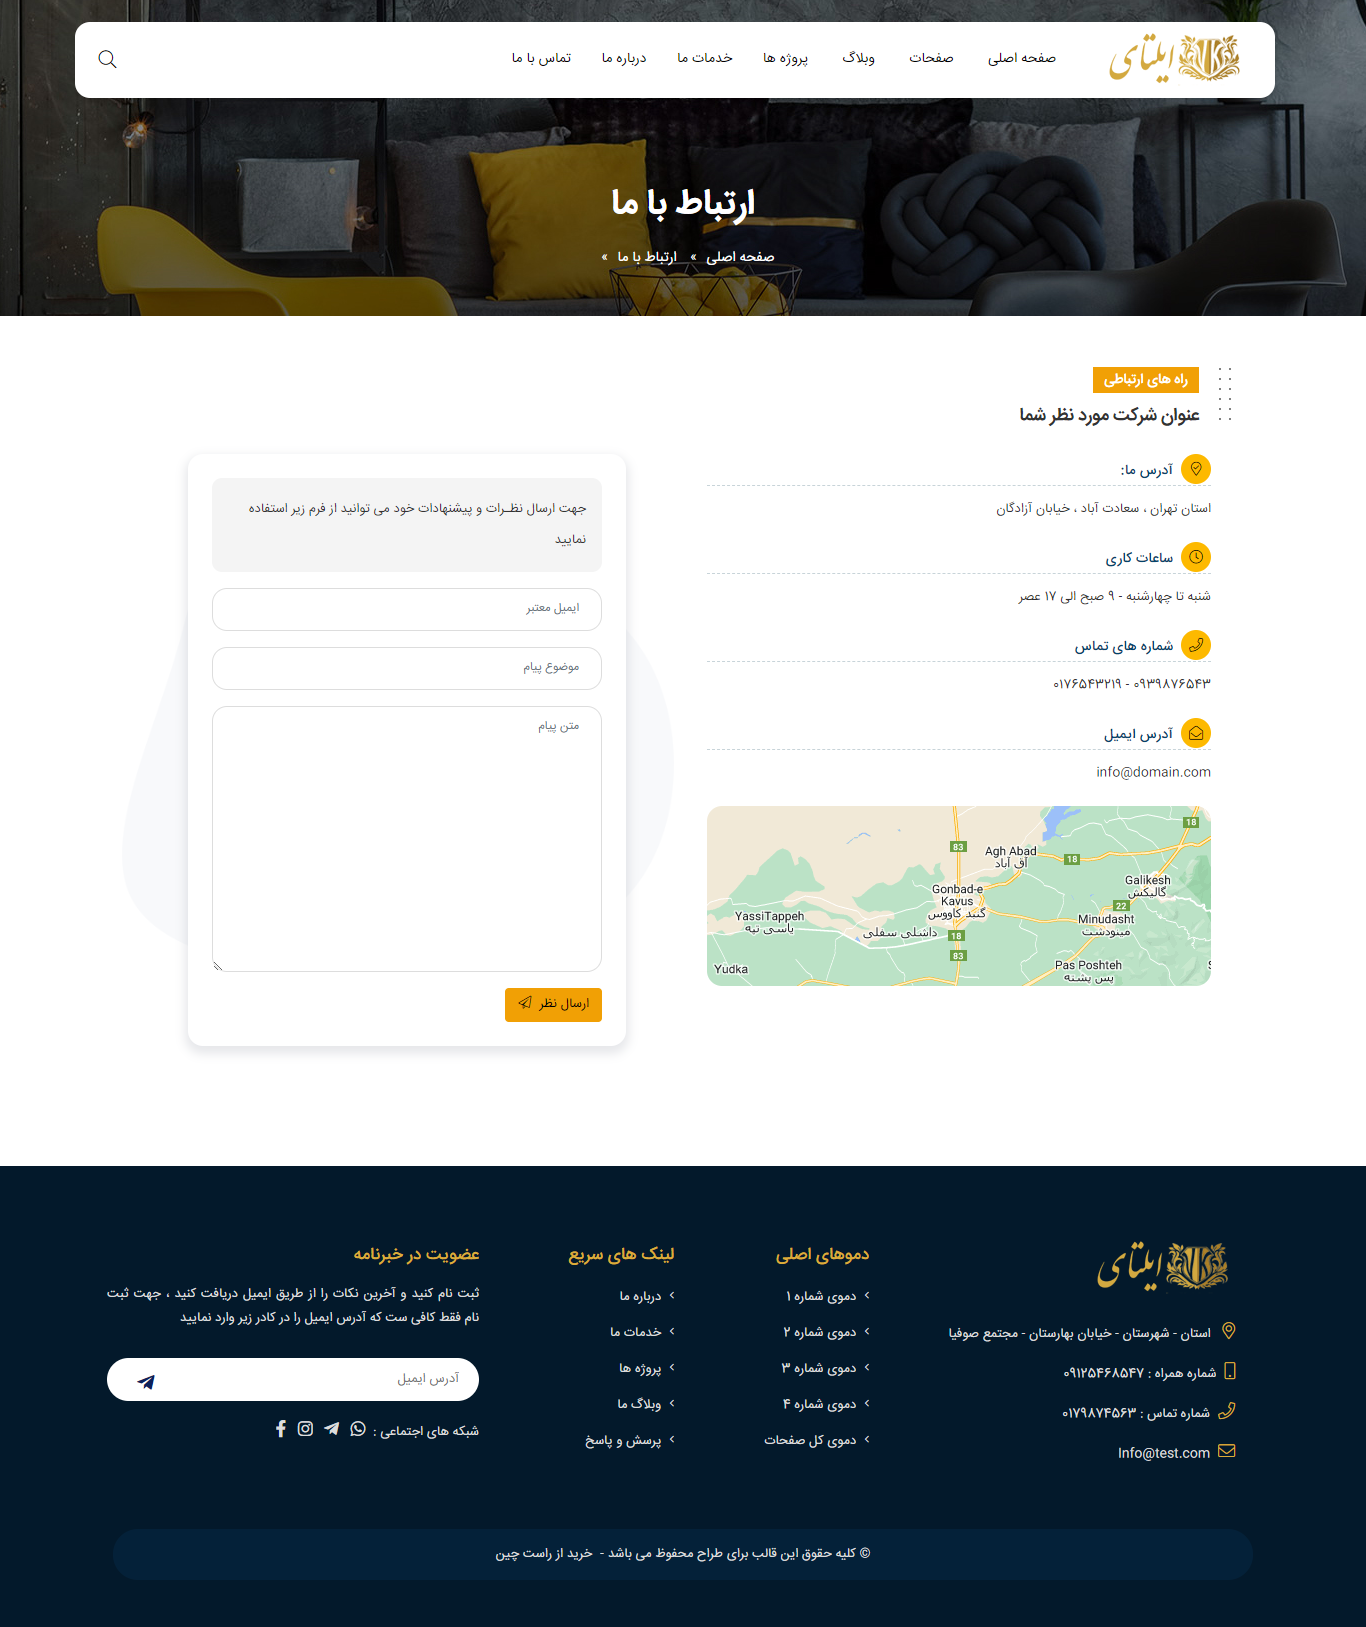 ایلتای
صفحه اصلی
صفحات
وبلاگ
پروژه ها
خدمات ما
درباره ما
تماس با ما
ارتباط با ما
صفحه اصلی » ارتباط با ما »
راه های ارتباطی
عنوان شرکت مورد نظر شما
آدرس ما:
استان تهران ، سعادت آباد ، خیابان آزادگان
ساعات کاری
شنبه تا چهارشنبه - ۹ صبح الی ۱۷ عصر
شماره های تماس
۰۹۳۹۸۷۶۵۴۳ - ۰۱۷۶۵۴۳۲۱۹
آدرس ایمیل
info@domain.com
18
83
Agh Abad
آق آباد
18
Galikesh
گالیکش
Gonbad-e
Kavus
گنبد کاووس
22
YassiTappeh
یاسی تپه
Minudasht
مینودشت
داشلی سفلی
18
83
Yudka
Pas Poshteh
پس پشته
جهت ارسال نظـرات و پیشنهادات خود می توانید از فرم زیر استفاده
نمایید
ایمیل معتبر
موضوع پیام
متن پیام
ارسال نظر
ایلتای
استان - شهرستان - خیابان بهارستان - مجتمع صوفیا
شماره همراه : ۰۹۱۲۵۴۶۸۵۴۷
شماره تماس : ۰۱۷۹۸۷۴۵۶۳
Info@test.com
دموهای اصلی
دموی شماره ۱
دموی شماره ۲
دموی شماره ۳
دموی شماره ۴
دموی کل صفحات
لینک های سریع
درباره ما
خدمات ما
پروژه ها
وبلاگ ما
پرسش و پاسخ
عضویت در خبرنامه
ثبت نام کنید و آخرین نکات را از طریق ایمیل دریافت کنید ، جهت ثبت
نام فقط کافی ست که آدرس ایمیل را در کادر زیر وارد نمایید
آدرس ایمیل
شبکه های اجتماعی :
© کلیه حقوق این قالب برای طراح محفوظ می باشد - خرید از راست چین